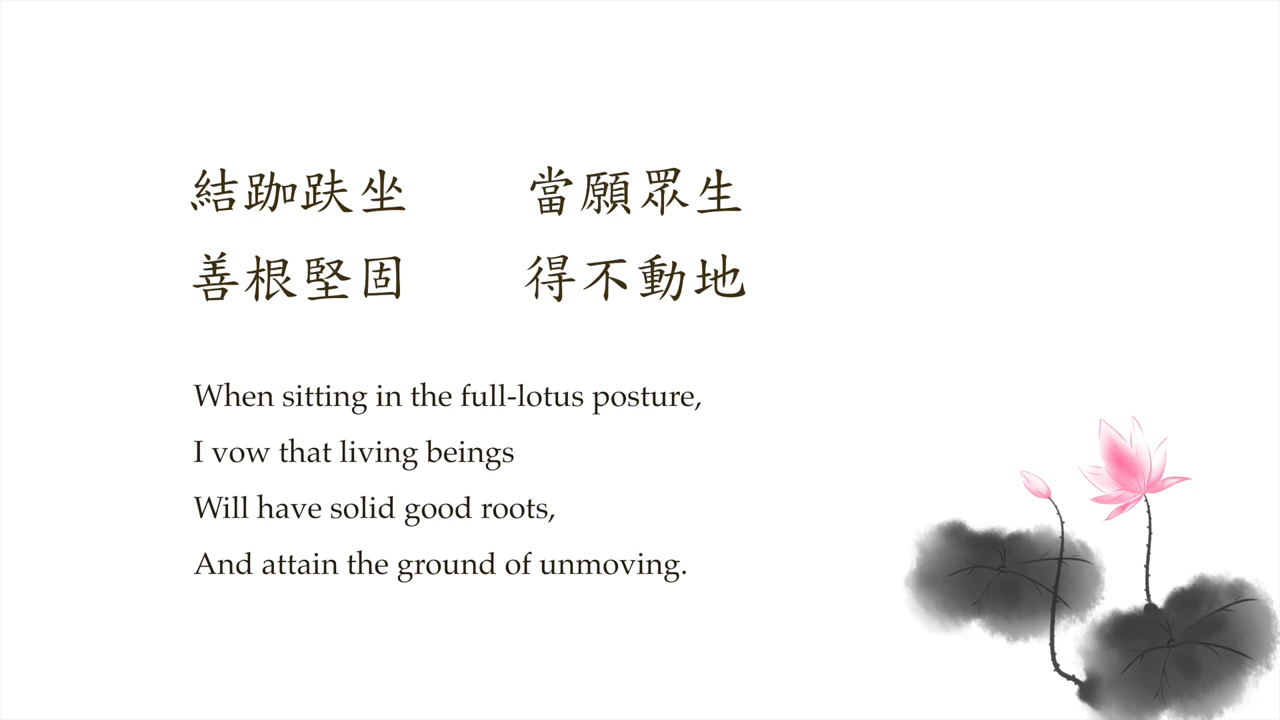 結跏趺坐　　當願眾生
善根堅固　　得不動地
When sitting in the full-lotus posture,
I vow that living beings
Will have solid good roots,
And attain the ground of unmoving.